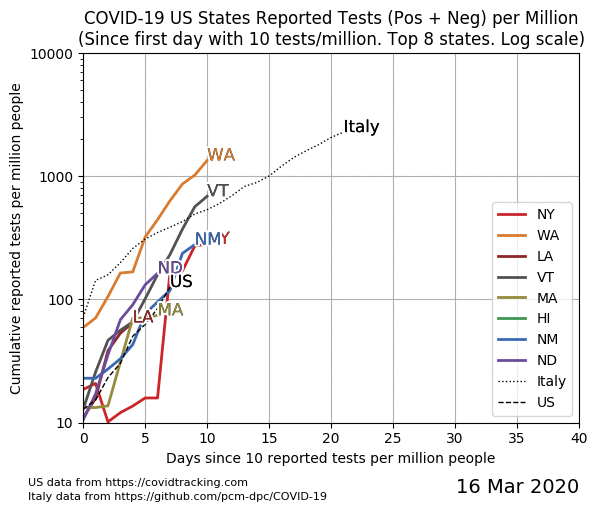 COVID-19 US States Reported Tests (Pos + Neg) per Million
(Since first day with 10 tests/million. Top 8 states. Log scale)
Cumulative reported tests per million people
10000
1000
100
10
Italy
WA
VT
NY
NM
ND
US
MA
LA
NY
WA
LA
VT
MA
HI
NM
ND
Italy
US
0 5 10 15 20 25 30 35 40
Days since 10 reported tests per million people
US data from https://covidtracking.com
Italy data from https://github.com/pcm-dpc/COVID-19
16 Mar 2020